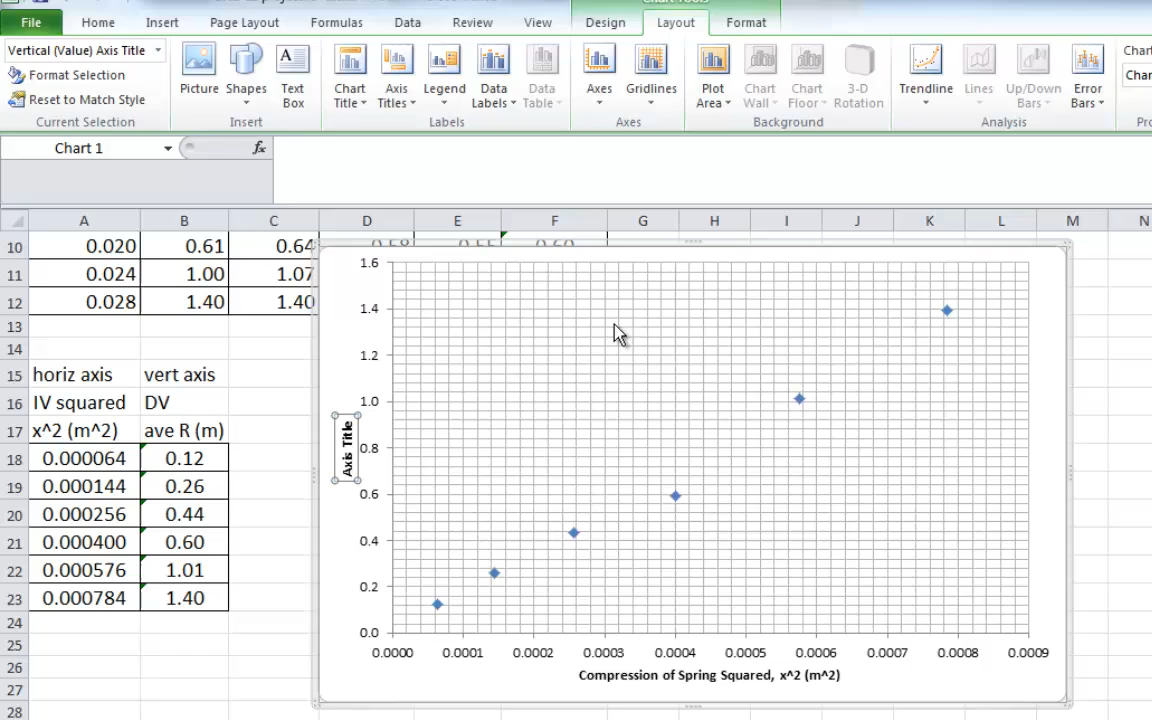 File Home Insert Page Layout Formulas Data Review View Design Layout Format
Vertical (Value) Axis Title
Format Selection
Reset to Match Style
Current Selection
Picture Shapes Text Box
Insert
Chart Title Axis Titles Legend Data Labels Data Table
Labels
Axes Gridlines
Axes
Plot Area Chart Wall Chart Floor 3-D Rotation
Background
Trendline Lines Up/Down Bars Error Bars
Analysis
Chart 1 fx
A B C D E F G H I J K L M N
10 0.020 0.61 0.64 0.58 0.55 0.60
11 0.024 1.00 1.07
12 0.028 1.40 1.40
13
14
15 horiz axis vert axis
16 IV squared DV
17 x^2 (m^2) ave R (m)
18 0.000064 0.12
19 0.000144 0.26
20 0.000256 0.44
21 0.000400 0.60
22 0.000576 1.01
23 0.000784 1.40
24
25
26
27
28
1.6
1.4
1.2
1.0
0.8
0.6
0.4
0.2
0.0
Axis Title
0.0000 0.0001 0.0002 0.0003 0.0004 0.0005 0.0006 0.0007 0.0008 0.0009
Compression of Spring Squared, x^2 (m^2)